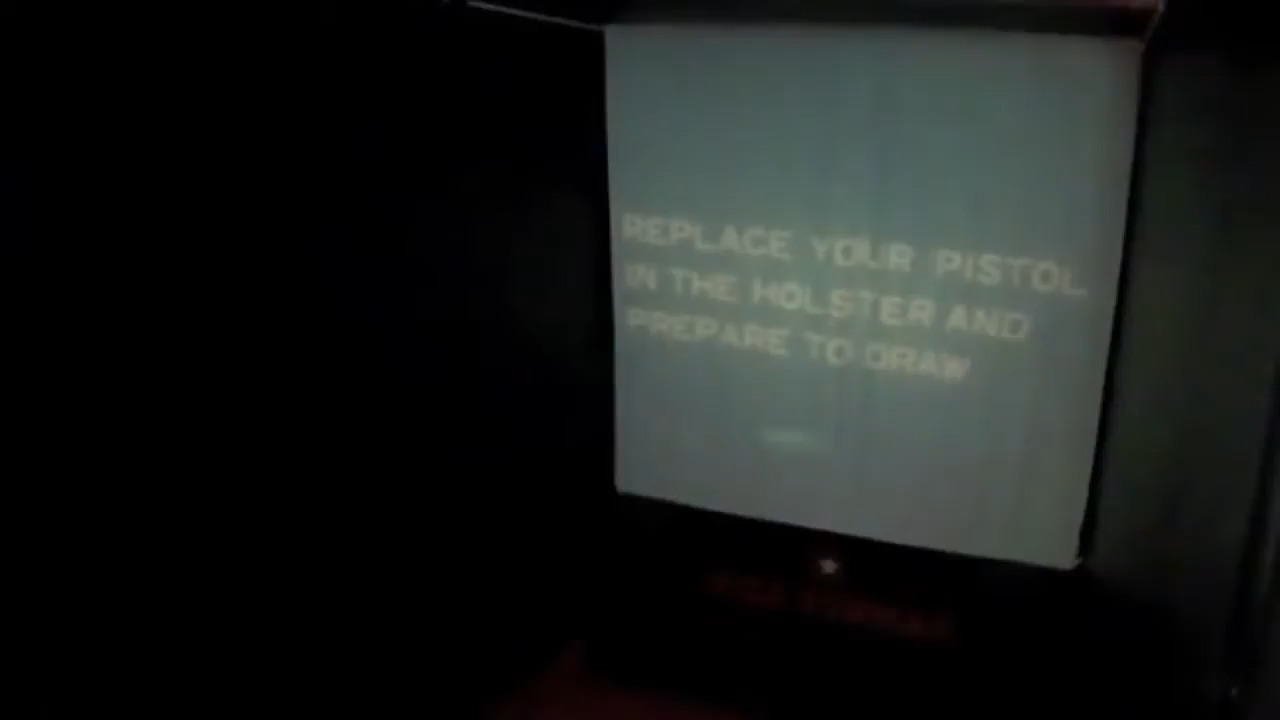 REPLACE YOUR PISTOL
IN THE HOLSTER AND
PREPARE TO DRAW